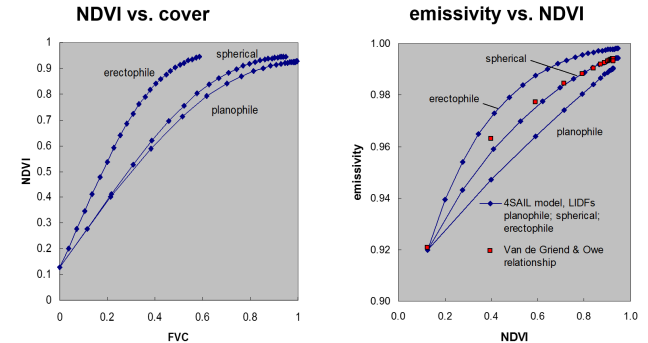 NDVI vs. cover
1
0.9
0.8
0.7
0.6
0.5
0.4
0.3
0.2
0.1
0
NDVI
erectophile
spherical
planophile
0
0.2
0.4
0.6
0.8
1
FVC
emissivity vs. NDVI
1.00
0.98
0.96
0.94
0.92
0.90
emissivity
spherical
erectophile
planophile
4SAIL model, LIDFs
planophile; spherical;
erectophile
Van de Griend & Owe
relationship
0.0
0.2
0.4
0.6
0.8
1.0
NDVI